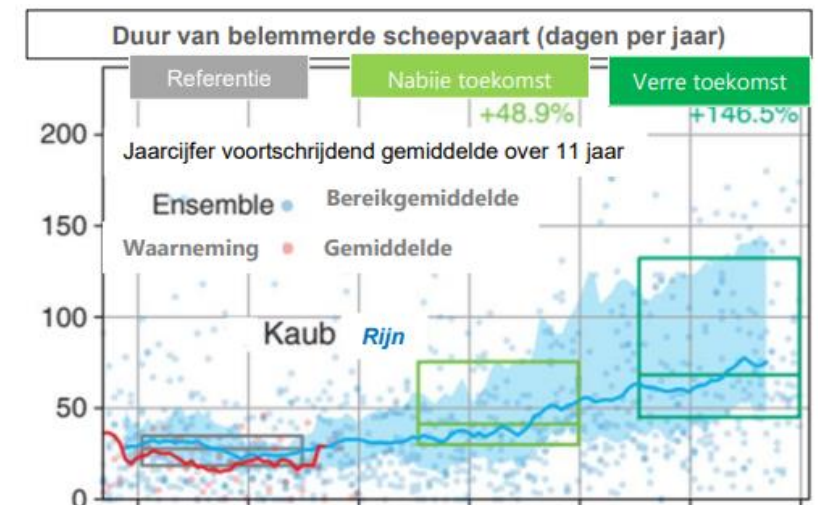 Duur van belemmerde scheepvaart (dagen per jaar)
Referentie
Nabije toekomst
Verre toekomst
+48.9%
+146.5%
200
Jaarcijfer voortschrijdend gemiddelde over 11 jaar
Ensemble
Bereikgemiddelde
150
Waarneming
Gemiddelde
100
Kaub
Rijn
50
0